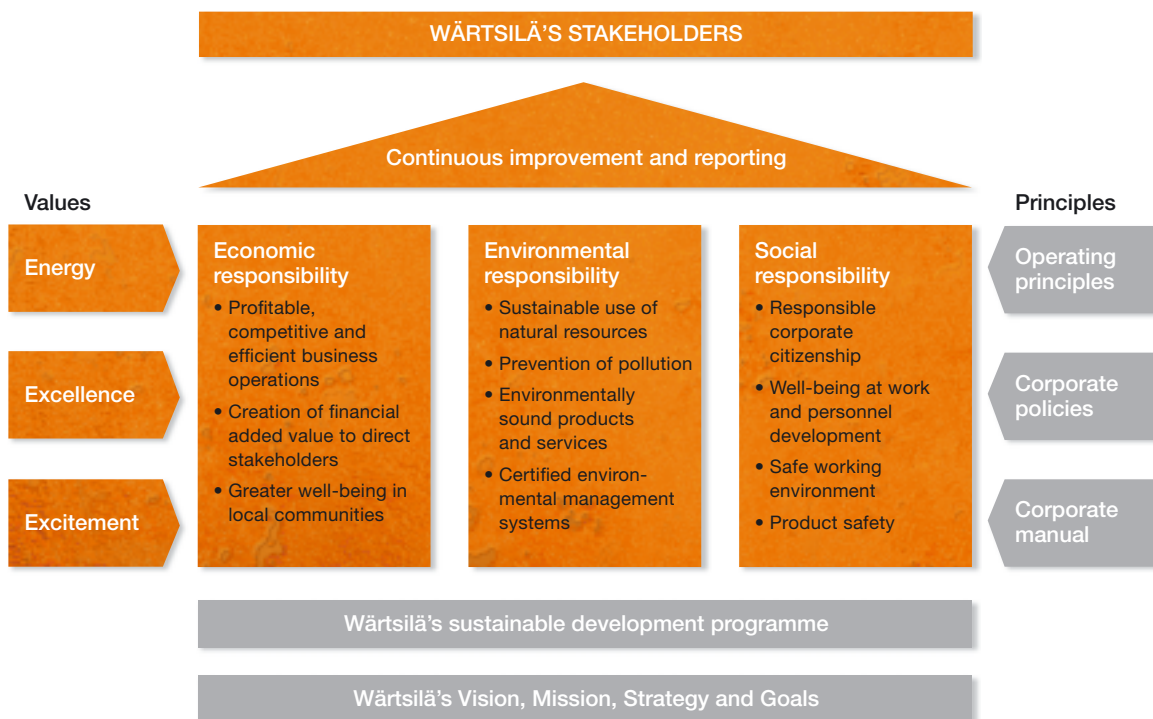 WÄRTSILÄ'S STAKEHOLDERS
Continuous improvement and reporting
Values
Energy
Excellence
Excitement
Economic
responsibility
• Profitable,
competitive and
efficient business
operations
• Creation of financial
added value to direct
stakeholders
• Greater well-being in
local communities
Environmental
responsibility
• Sustainable use of
natural resources
• Prevention of pollution
• Environmentally
sound products
and services
• Certified environ-
mental management
systems
Social
responsibility
• Responsible
corporate
citizenship
• Well-being at work
and personnel
development
• Safe working
environment
• Product safety
Principles
Operating
principles
Corporate
policies
Corporate
manual
Wärtsilä's sustainable development programme
Wärtsilä's Vision, Mission, Strategy and Goals